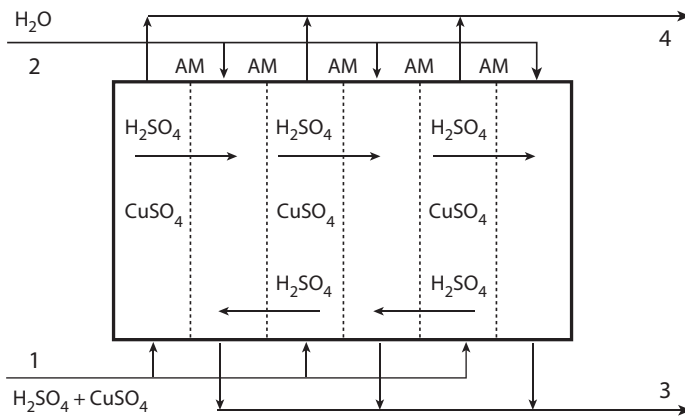 H₂O
4
2
AM AM AM AM AM
H₂SO₄ H₂SO₄ H₂SO₄
CuSO₄ CuSO₄ CuSO₄
H₂SO₄ H₂SO₄
1
3
H₂SO₄ + CuSO₄